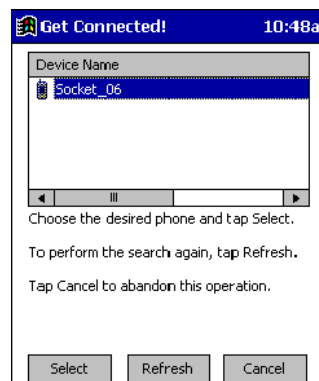 Get Connected! 10:48a
Device Name
Socket_06
Choose the desired phone and tap Select.
To perform the search again, tap Refresh.
Tap Cancel to abandon this operation.
Select Refresh Cancel